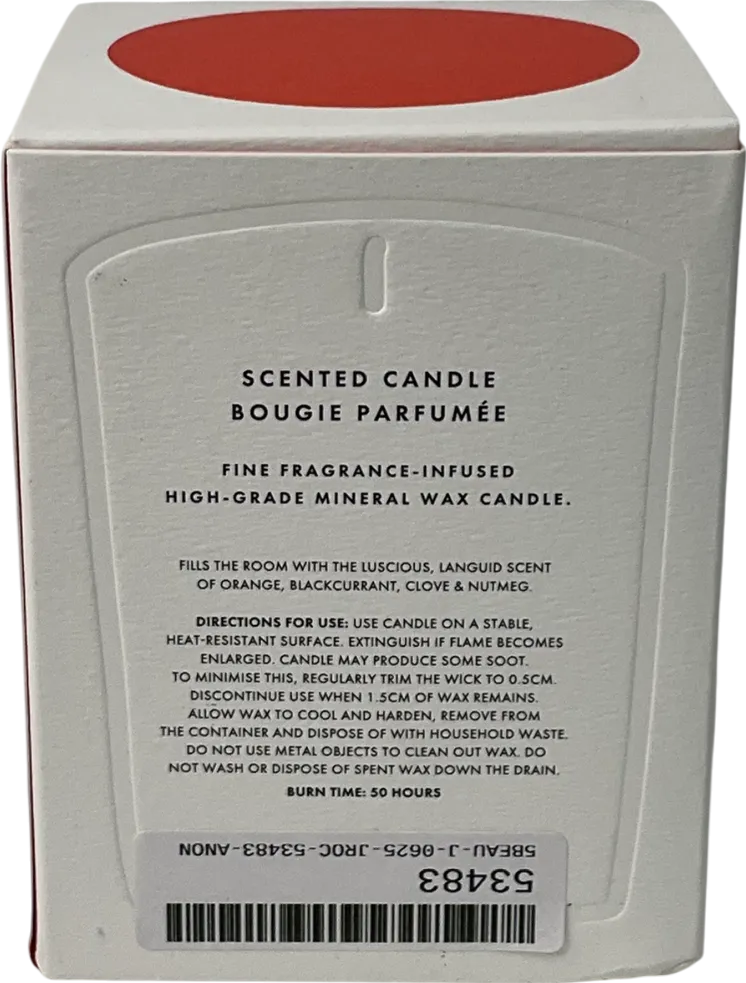 SCENTED CANDLE
BOUGIE PARFUMÉE
FINE FRAGRANCE-INFUSED
HIGH-GRADE MINERAL WAX CANDLE.
FILLS THE ROOM WITH THE LUSCIOUS, LANGUID SCENT
OF ORANGE, BLACKCURRANT, CLOVE & NUTMEG.
DIRECTIONS FOR USE: USE CANDLE ON A STABLE,
HEAT-RESISTANT SURFACE. EXTINGUISH IF FLAME BECOMES
ENLARGED. CANDLE MAY PRODUCE SOME SOOT.
TO MINIMISE THIS, REGULARLY TRIM THE WICK TO 0.5CM.
DISCONTINUE USE WHEN 1.5CM OF WAX REMAINS.
ALLOW WAX TO COOL AND HARDEN, REMOVE FROM
THE CONTAINER AND DISPOSE OF WITH HOUSEHOLD WASTE.
DO NOT USE METAL OBJECTS TO CLEAN OUT WAX. DO
NOT WASH OR DISPOSE OF SPENT WAX DOWN THE DRAIN.
BURN TIME: 50 HOURS
53483
5BEAU-J-0625-JROC-53483-ANON